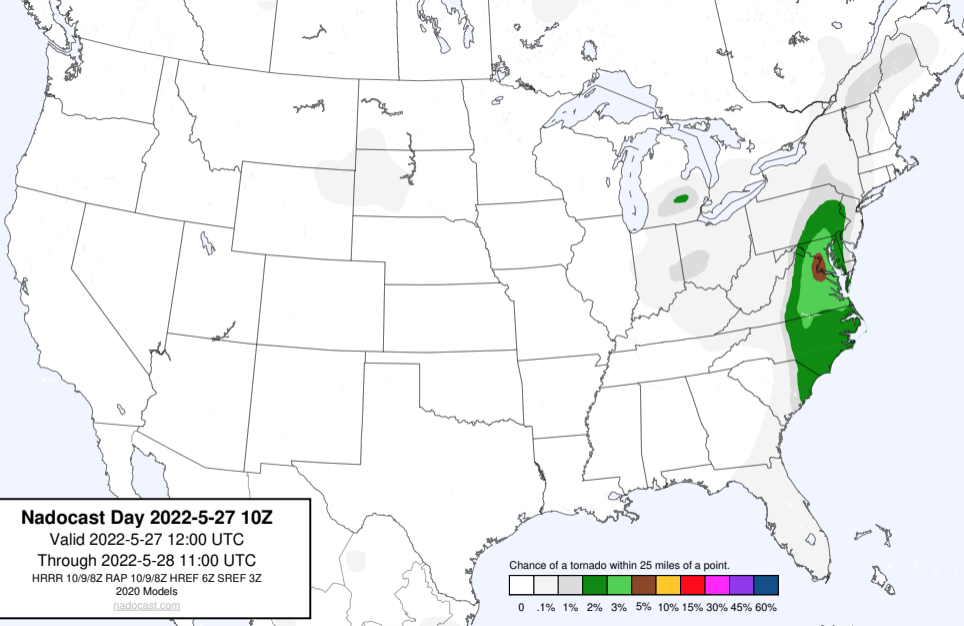 Nadocast Day 2022-5-27 10Z
Valid 2022-5-27 12:00 UTC
Through 2022-5-28 11:00 UTC
HRRR 10/9/8Z RAP 10/9/8Z HREF 6Z SREF 3Z
2020 Models
nadocast.com
Chance of a tornado within 25 miles of a point.
0 .1% 1% 2% 3% 5% 10% 15% 30% 45% 60%